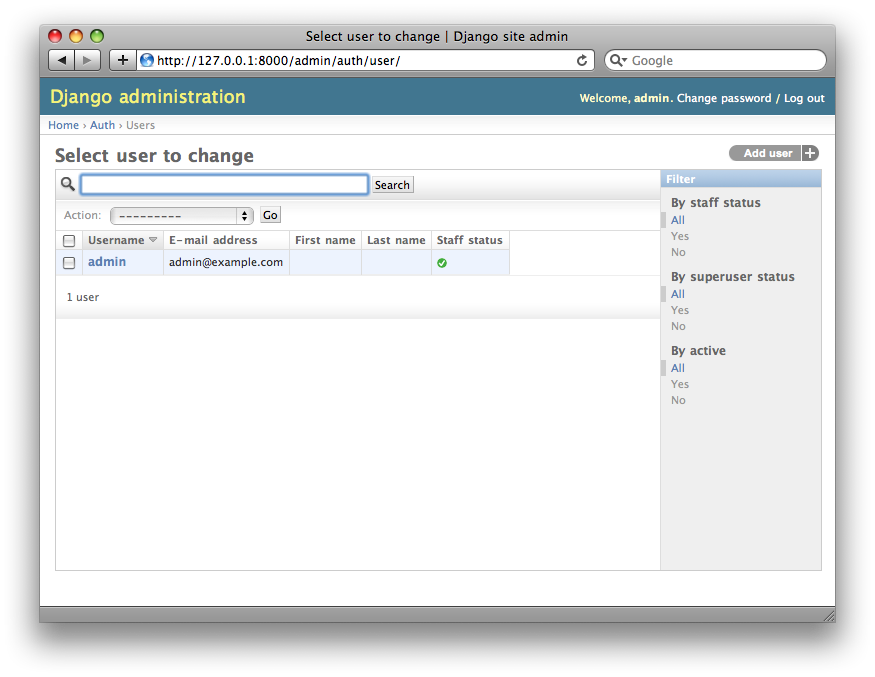 Select user to change | Django site admin
http://127.0.0.1:8000/admin/auth/user/
Google
Django administration
Welcome, admin. Change password / Log out
Home › Auth › Users
Select user to change
Add user +
Search
Action: --------- Go
Username E-mail address First name Last name Staff status
admin admin@example.com
1 user
Filter
By staff status
All
Yes
No
By superuser status
All
Yes
No
By active
All
Yes
No